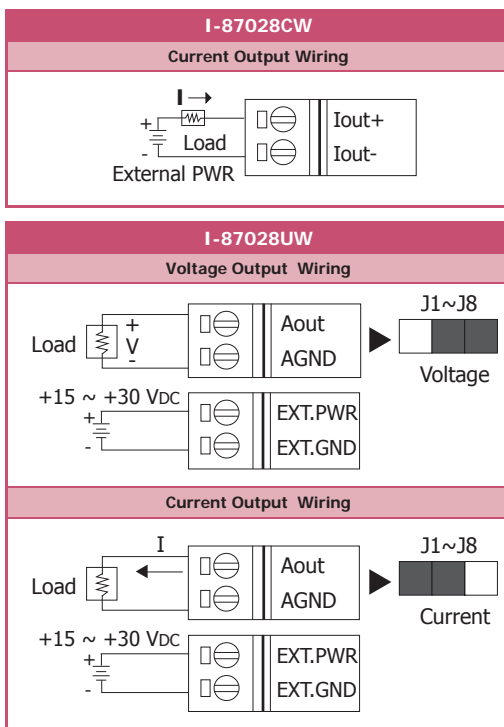 I-87028CW
Current Output Wiring
I
+
Load
-
External PWR
Iout+
Iout-
I-87028UW
Voltage Output Wiring
Load
+
V
-
Aout
AGND
J1~J8
Voltage
+15 ~ +30 VDC
+
-
EXT.PWR
EXT.GND
Current Output Wiring
I
Load
Aout
AGND
J1~J8
Current
+15 ~ +30 VDC
+
-
EXT.PWR
EXT.GND